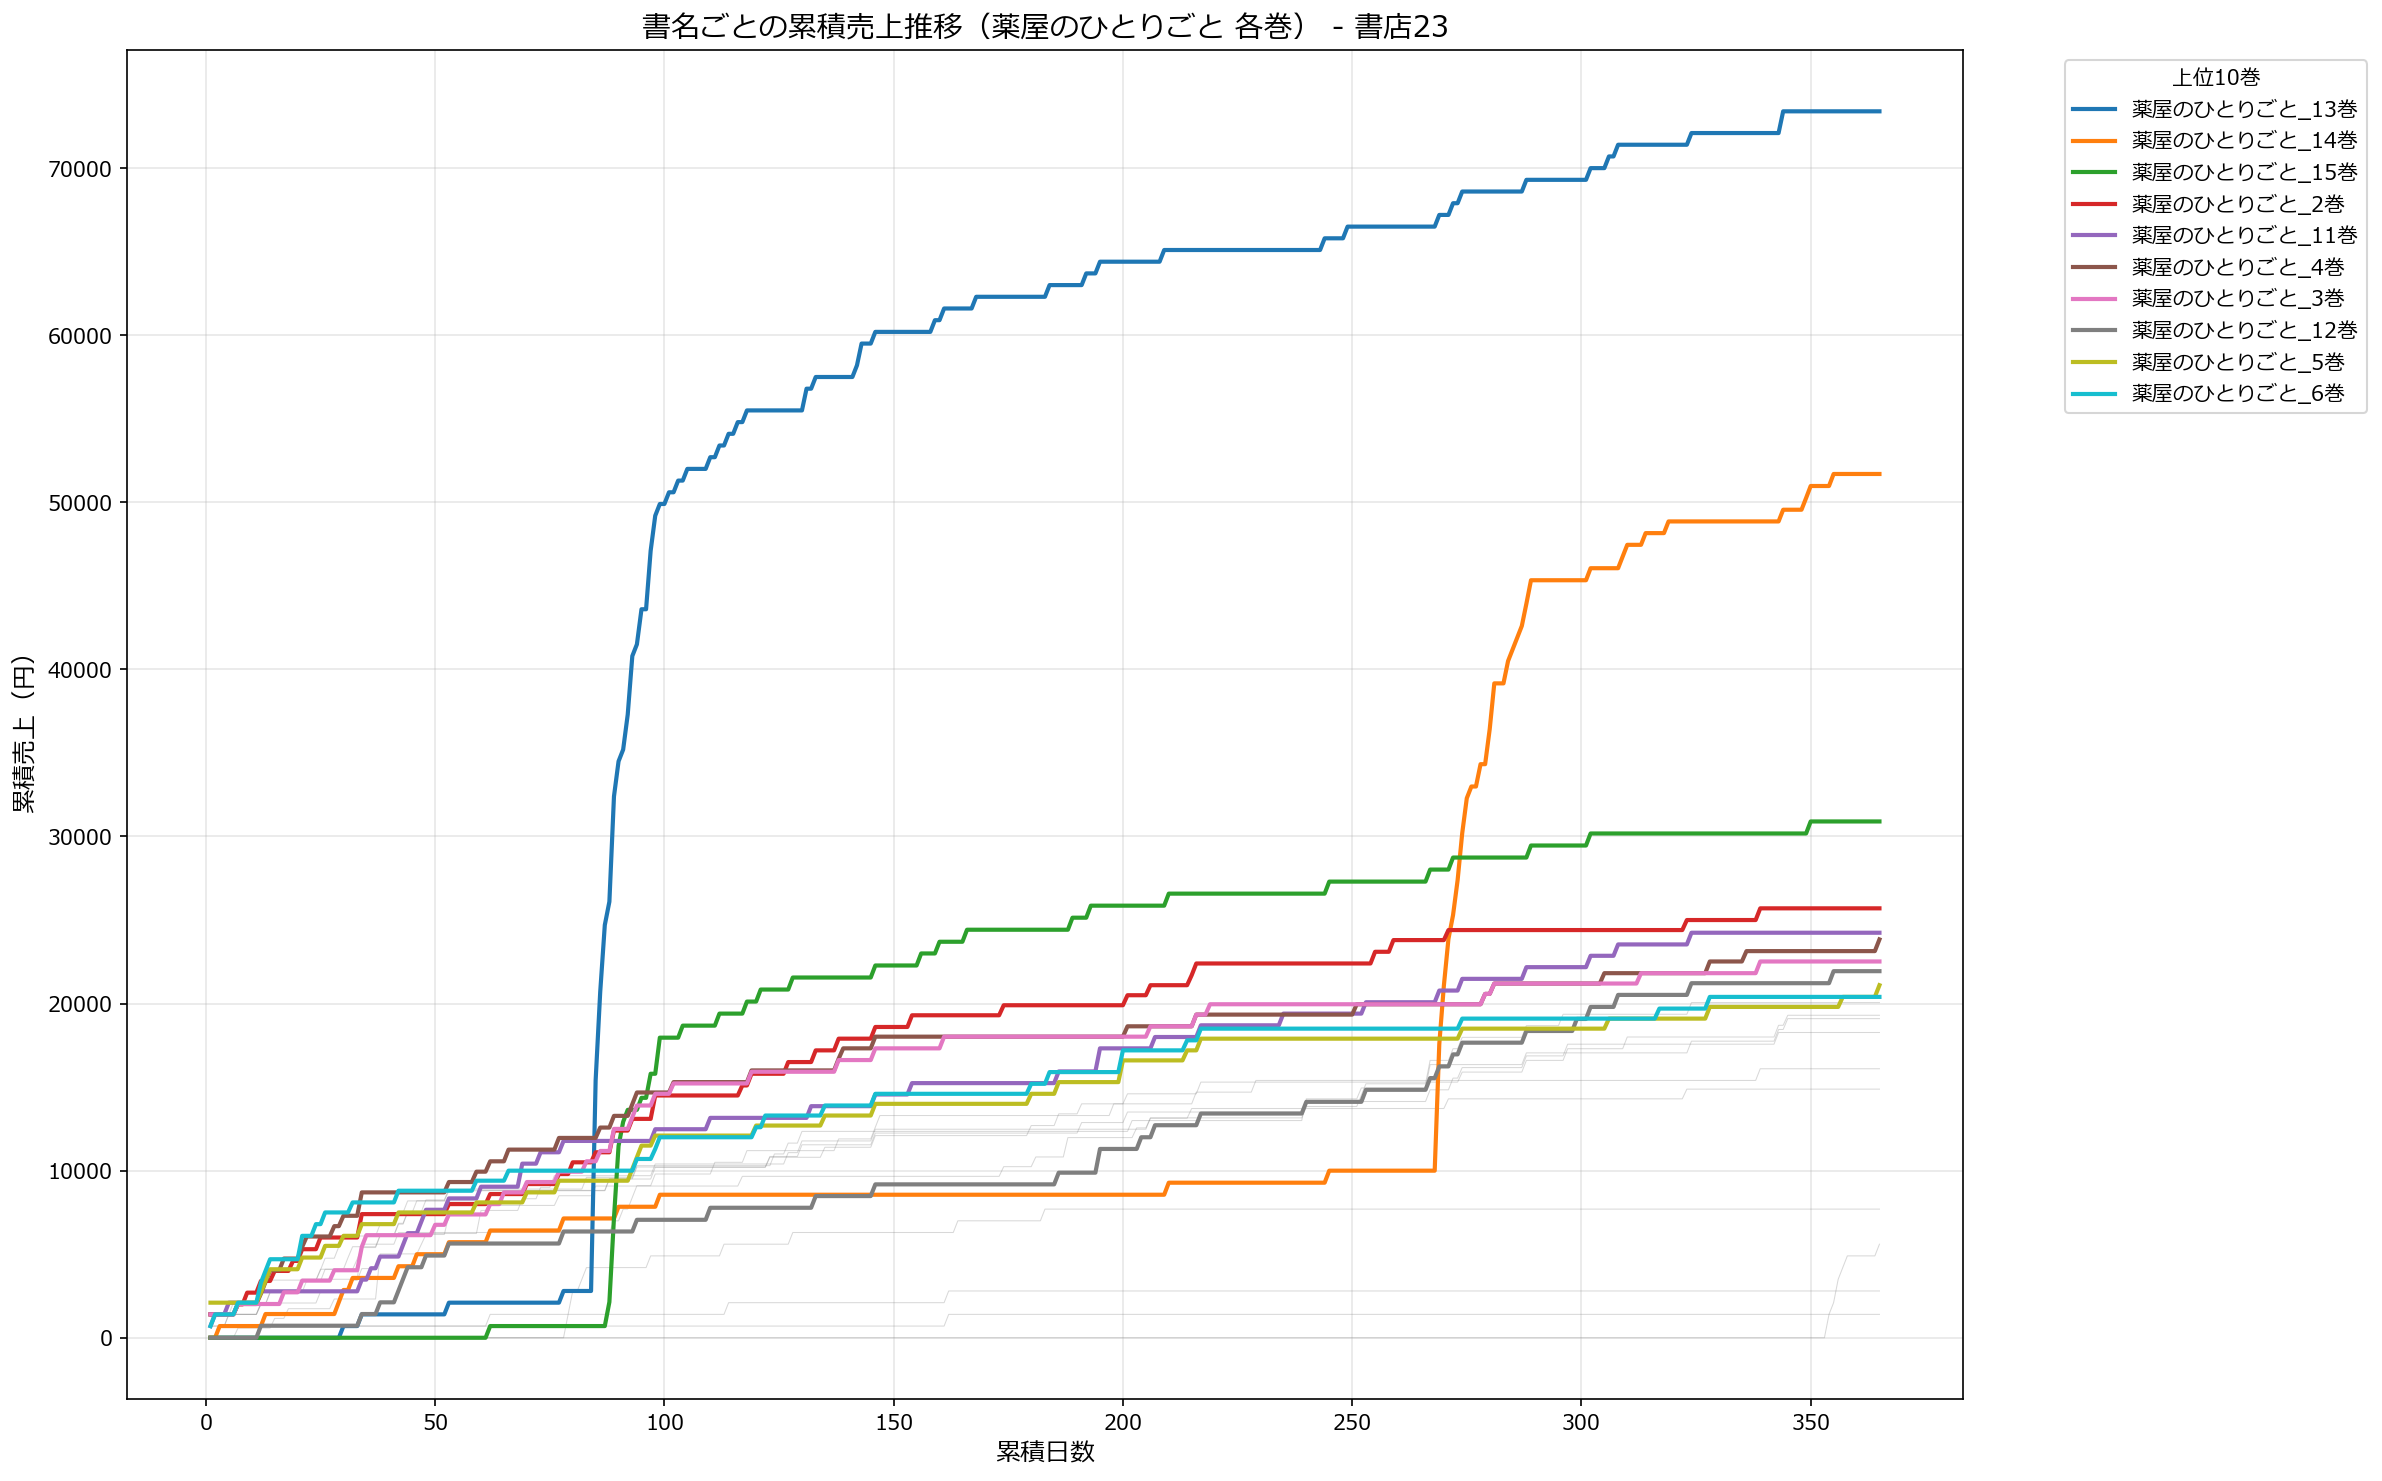 書名ごとの累積売上推移（薬屋のひとりごと 各巻） - 書店23
累積売上（円）
70000
60000
50000
40000
30000
20000
10000
0
0
50
100
150
200
250
300
350
累積日数
上位10巻
薬屋のひとりごと_13巻
薬屋のひとりごと_14巻
薬屋のひとりごと_15巻
薬屋のひとりごと_2巻
薬屋のひとりごと_11巻
薬屋のひとりごと_4巻
薬屋のひとりごと_3巻
薬屋のひとりごと_12巻
薬屋のひとりごと_5巻
薬屋のひとりごと_6巻